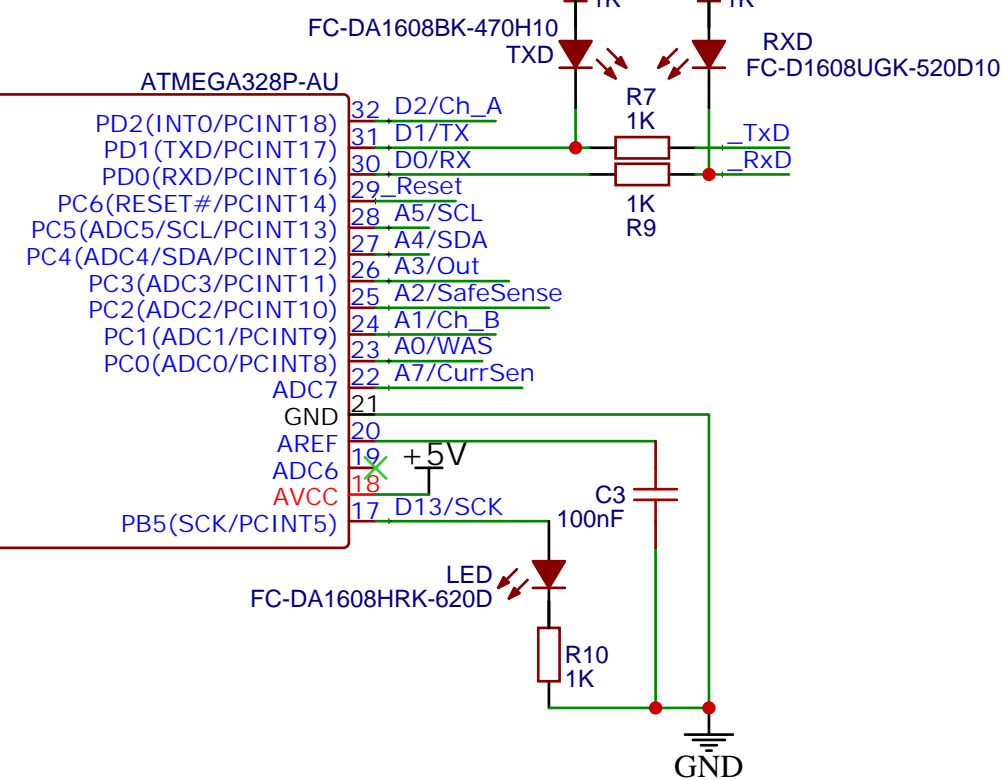 1K
1K
FC-DA1608BK-470H10
TXD
RXD
FC-D1608UGK-520D10
ATMEGA328P-AU
R7
1K
PD2(INT0/PCINT18) 32 D2/Ch_A
PD1(TXD/PCINT17) 31 D1/TX _TxD
PD0(RXD/PCINT16) 30 D0/RX _RxD
PC6(RESET#/PCINT14) 29 _Reset
1K
R9
PC5(ADC5/SCL/PCINT13) 28 A5/SCL
PC4(ADC4/SDA/PCINT12) 27 A4/SDA
PC3(ADC3/PCINT11) 26 A3/Out
PC2(ADC2/PCINT10) 25 A2/SafeSense
PC1(ADC1/PCINT9) 24 A1/Ch_B
PC0(ADC0/PCINT8) 23 A0/WAS
ADC7 22 A7/CurrSen
GND 21
AREF 20
ADC6 19 +5V
AVCC 18
PB5(SCK/PCINT5) 17 D13/SCK
C3
100nF
LED
FC-DA1608HRK-620D
R10
1K
GND